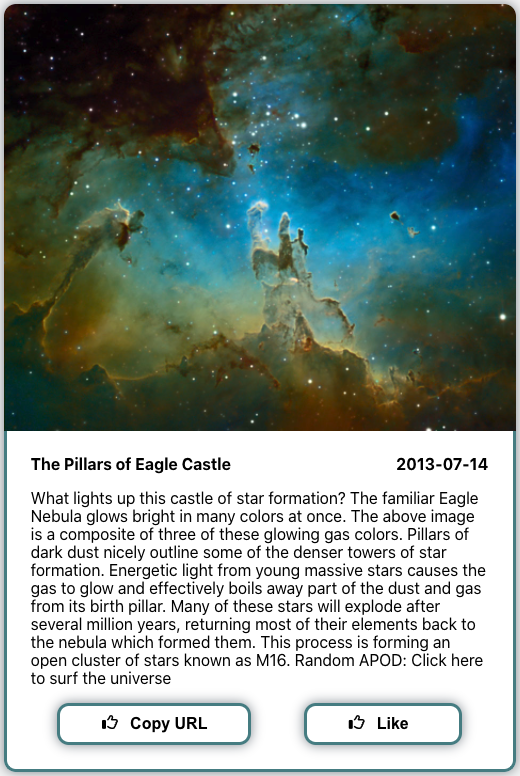 The Pillars of Eagle Castle 2013-07-14
What lights up this castle of star formation? The familiar Eagle
Nebula glows bright in many colors at once. The above image
is a composite of three of these glowing gas colors. Pillars of
dark dust nicely outline some of the denser towers of star
formation. Energetic light from young massive stars causes the
gas to glow and effectively boils away part of the dust and gas
from its birth pillar. Many of these stars will explode after
several million years, returning most of their elements back to
the nebula which formed them. This process is forming an
open cluster of stars known as M16. Random APOD: Click here
to surf the universe
Copy URL Like